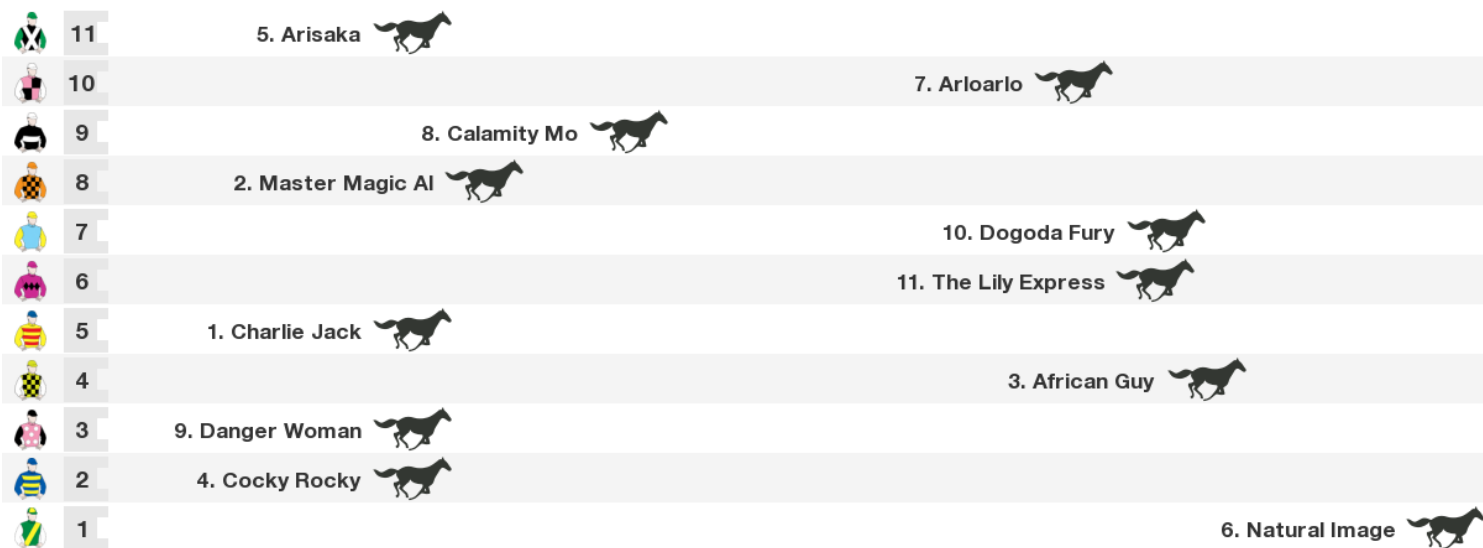 11 5. Arisaka
10 7. Arloarlo
9 8. Calamity Mo
8 2. Master Magic Al
7 10. Dogoda Fury
6 11. The Lily Express
5 1. Charlie Jack
4 3. African Guy
3 9. Danger Woman
2 4. Cocky Rocky
1 6. Natural Image